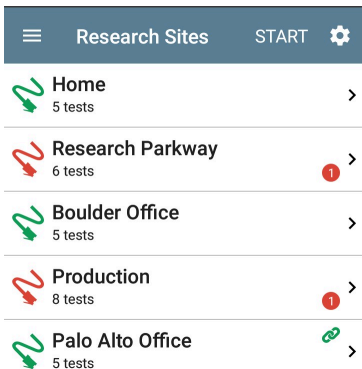 Research Sites START
Home
5 tests
Research Parkway
6 tests
1
Boulder Office
5 tests
Production
8 tests
1
Palo Alto Office
5 tests